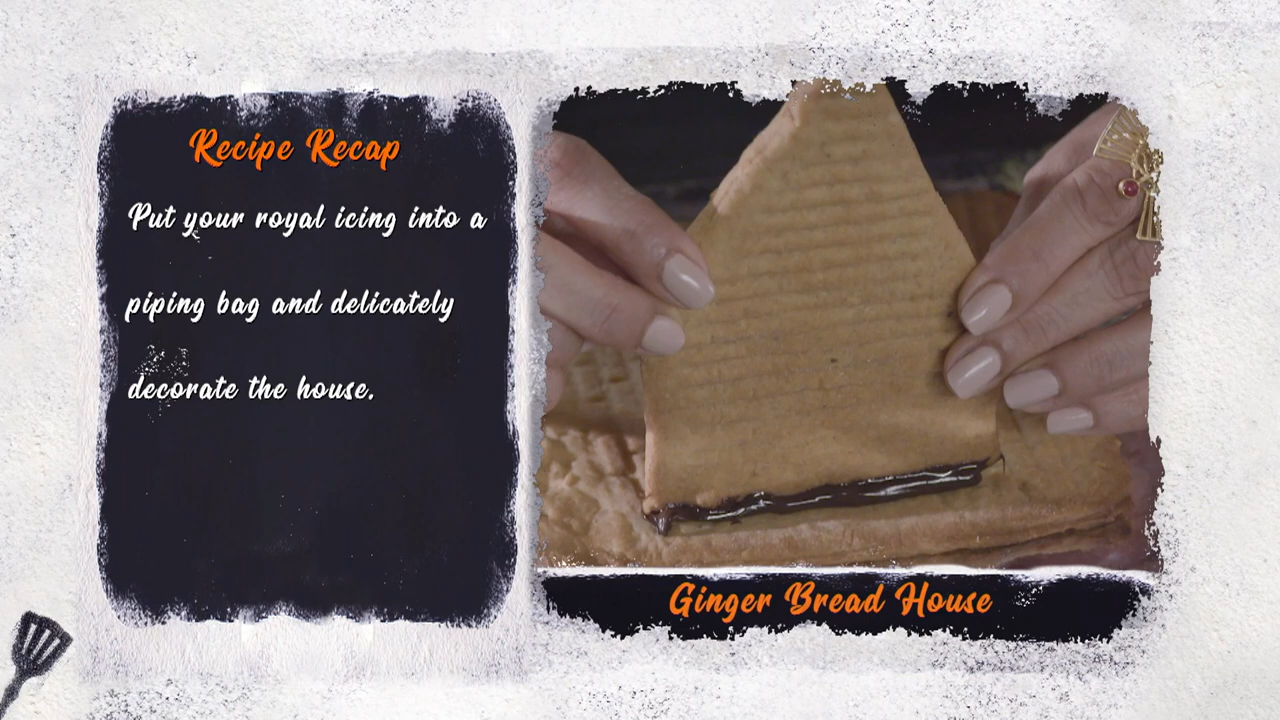 Recipe Recap
Put your royal icing into a
piping bag and delicately
decorate the house.
Ginger Bread House